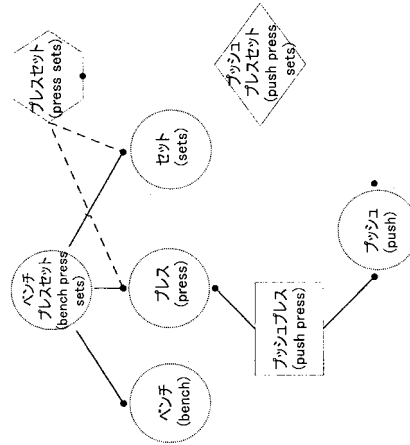 プレスセット
(press sets)
プッシュ
プレスセット
(push press
sets)
ベンチ
プレスセット
(bench press
sets)
セット
(sets)
プレス
(press)
ベンチ
(bench)
プッシュプレス
(push press)
プッシュ
(push)